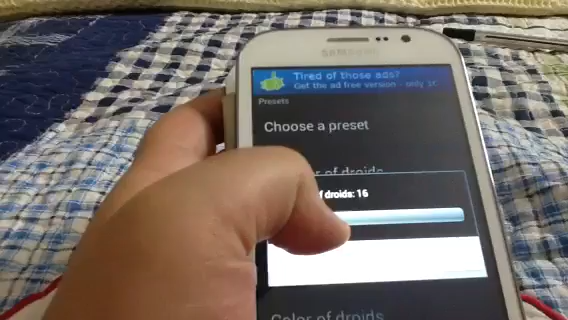 SAMSUNG
Tired of those ads?
Get the ad free version - only 1€
Presets
Choose a preset
of droids
of droids: 16
Color of droids